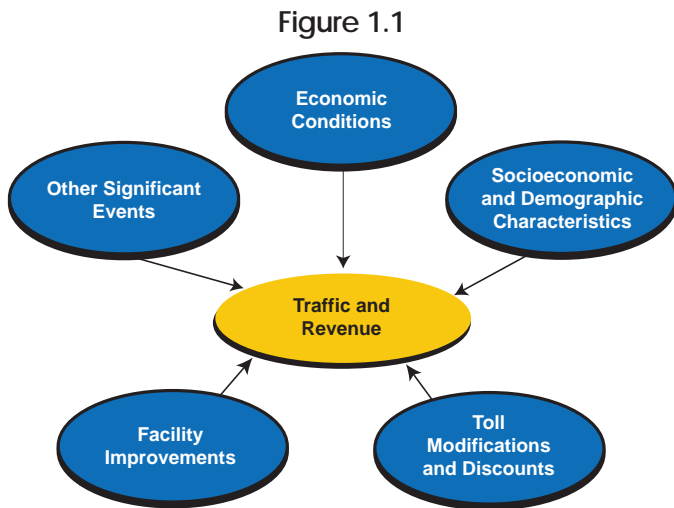 Figure 1.1
Economic
Conditions
Other Significant
Events
Socioeconomic
and Demographic
Characteristics
Traffic and
Revenue
Facility
Improvements
Toll
Modifications
and Discounts